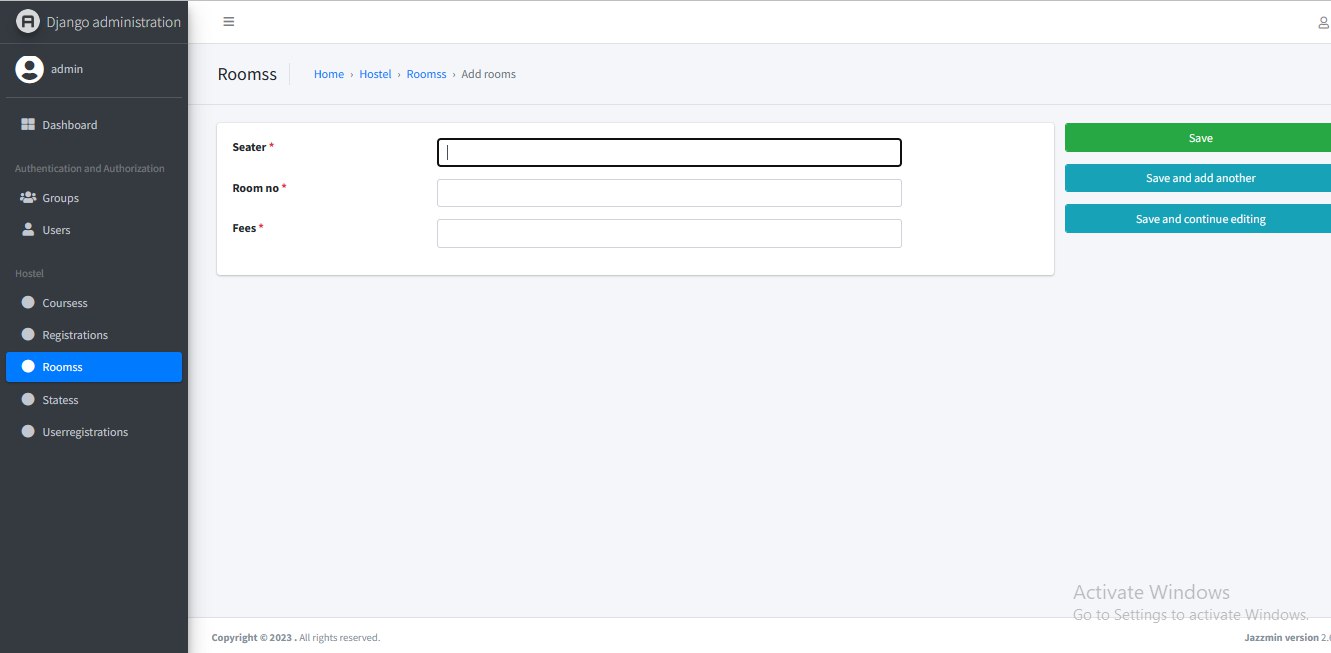 Django administration
admin
Dashboard
Authentication and Authorization
Groups
Users
Hostel
Coursess
Registrations
Roomss
Statess
Userregistrations
Roomss
Home › Hostel › Roomss › Add rooms
Seater *
Room no *
Fees *
Save
Save and add another
Save and continue editing
Activate Windows
Go to Settings to activate Windows.
Copyright © 2023 . All rights reserved.
Jazzmin version 2.